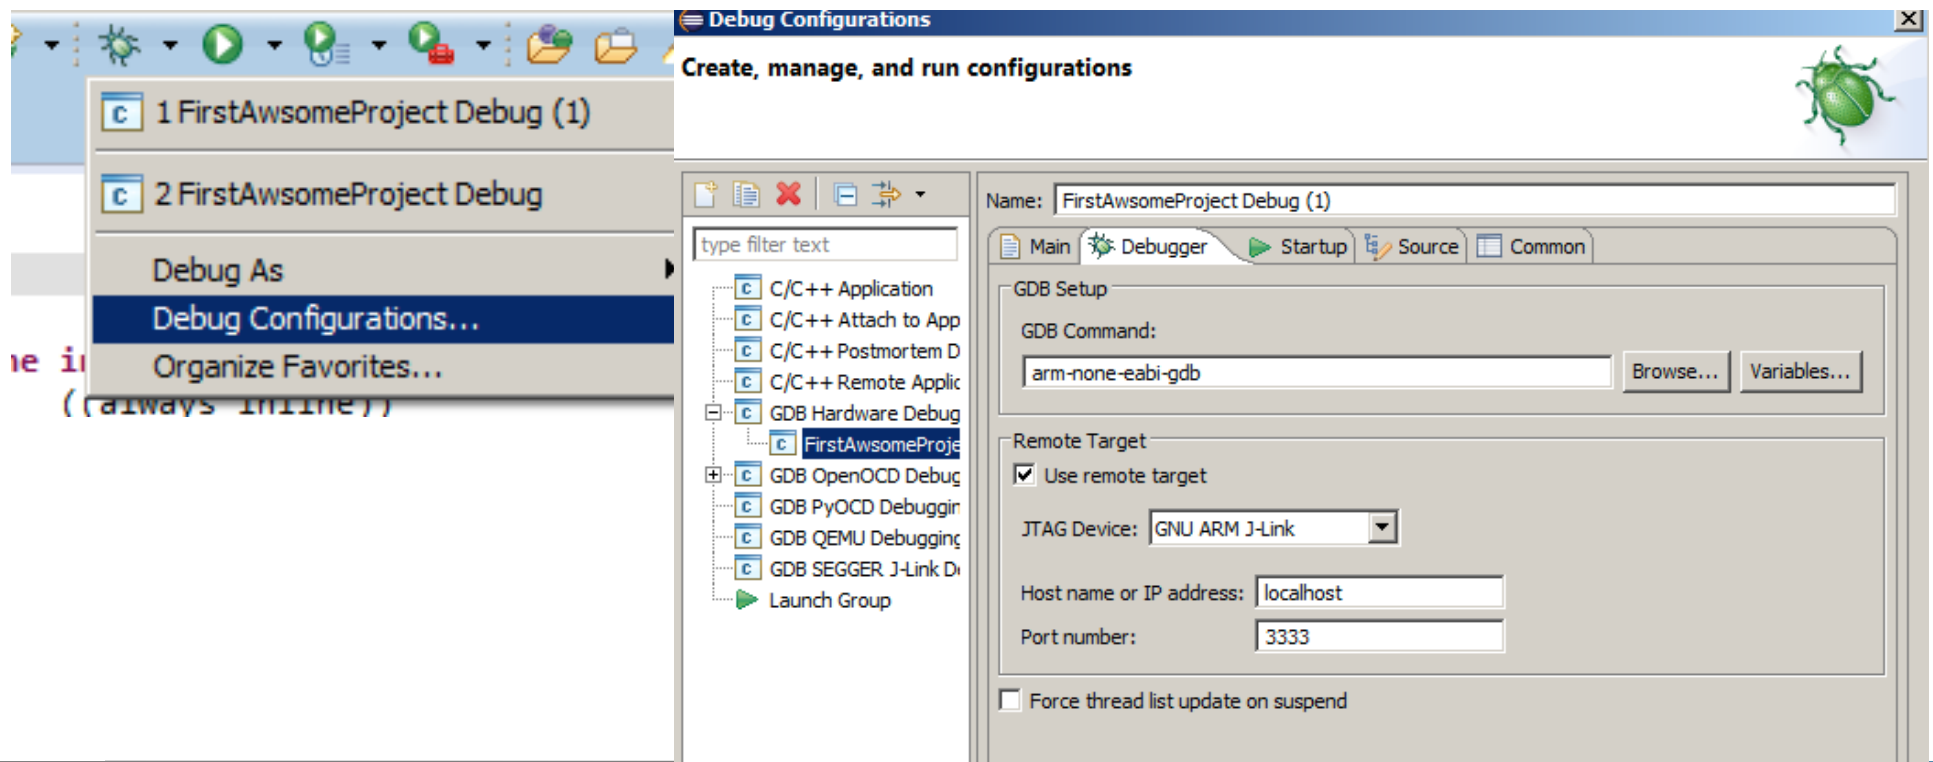 1 FirstAwsomeProject Debug (1)
2 FirstAwsomeProject Debug
Debug As
Debug Configurations...
Organize Favorites...
((always inline))
Debug Configurations
Create, manage, and run configurations
type filter text
C/C++ Application
C/C++ Attach to App
C/C++ Postmortem D
C/C++ Remote Applic
GDB Hardware Debug
FirstAwsomeProje
GDB OpenOCD Debug
GDB PyOCD Debuggin
GDB QEMU Debugging
GDB SEGGER J-Link De
Launch Group
Name: FirstAwsomeProject Debug (1)
Main Debugger Startup Source Common
GDB Setup
GDB Command:
arm-none-eabi-gdb Browse... Variables...
Remote Target
Use remote target
JTAG Device: GNU ARM J-Link
Host name or IP address: localhost
Port number: 3333
Force thread list update on suspend